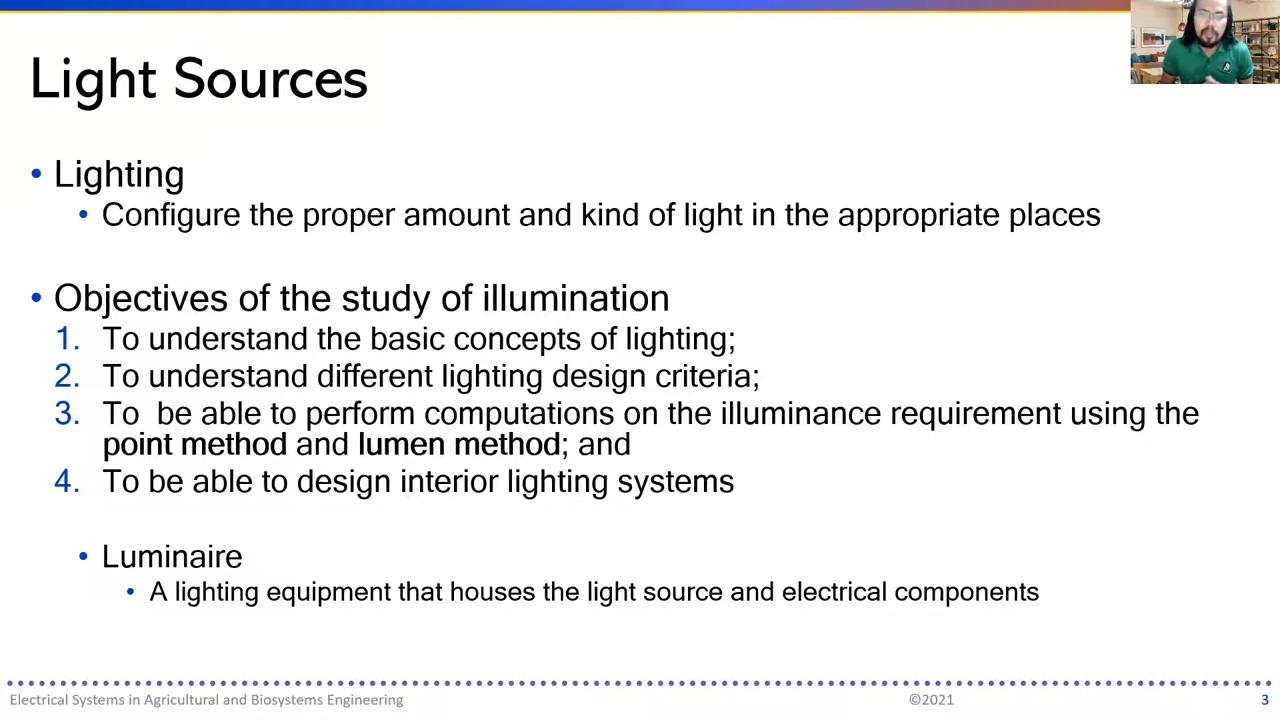 Light Sources
• Lighting
• Configure the proper amount and kind of light in the appropriate places
• Objectives of the study of illumination
1. To understand the basic concepts of lighting;
2. To understand different lighting design criteria;
3. To  be able to perform computations on the illuminance requirement using the
point method and lumen method; and
4. To be able to design interior lighting systems
• Luminaire
• A lighting equipment that houses the light source and electrical components
Electrical Systems in Agricultural and Biosystems Engineering
©2021
3